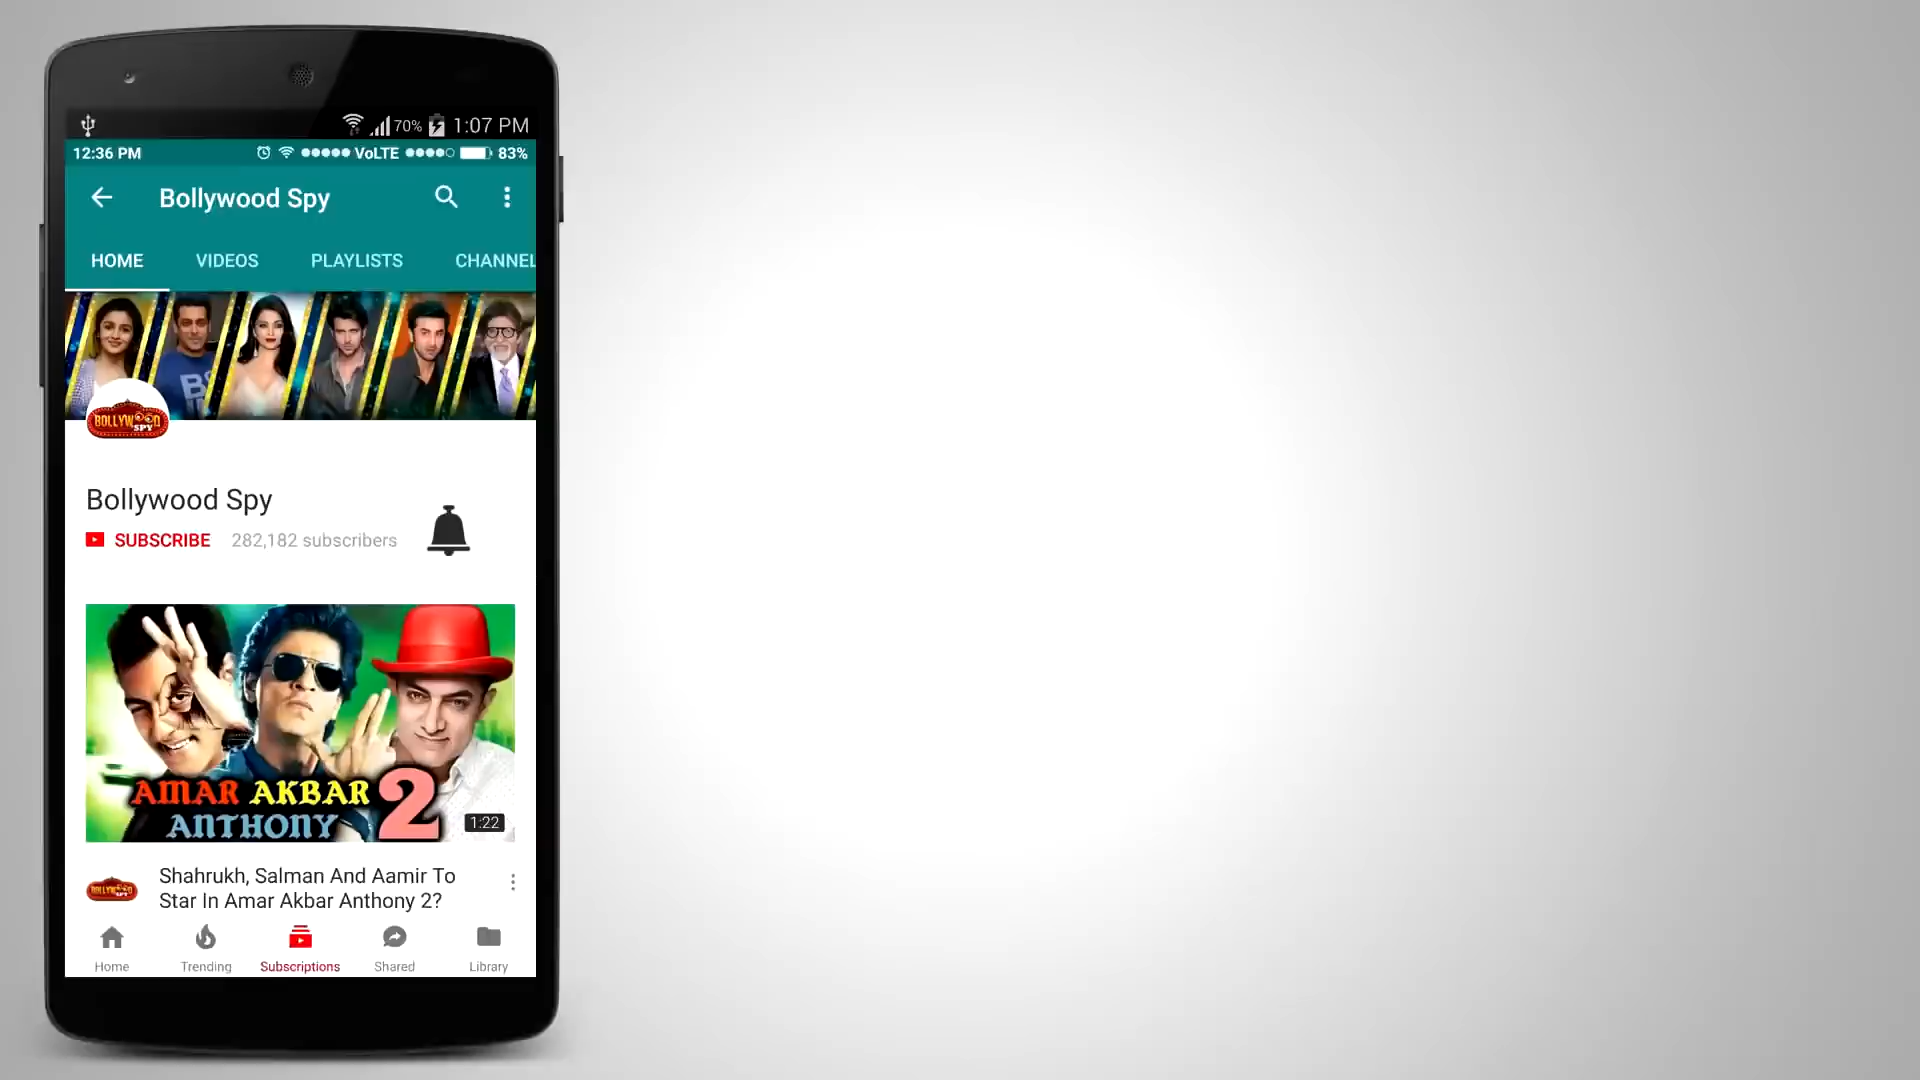 70% 1:07 PM
12:36 PM VoLTE 83%
Bollywood Spy
HOME VIDEOS PLAYLISTS CHANNEL
BOLLYWOOD
SPY
Bollywood Spy
SUBSCRIBE 282,182 subscribers
AMAR AKBAR
ANTHONY 2
1:22
Shahrukh, Salman And Aamir To
Star In Amar Akbar Anthony 2?
BOLLYWOOD
SPY
Home Trending Subscriptions Shared Library